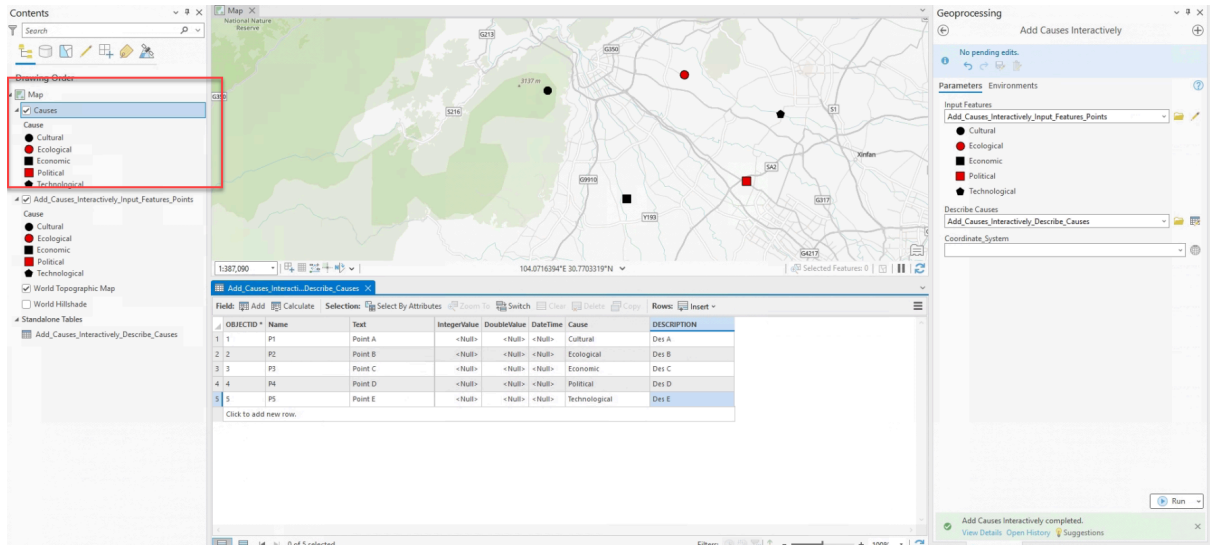 Contents
Search
Drawing Order
Map
Causes
Cause
Cultural
Ecological
Economic
Political
Technological
Add_Causes_Interactively_Input_Features_Points
Cause
Cultural
Ecological
Economic
Political
Technological
World Topographic Map
World Hillshade
Standalone Tables
Add_Causes_Interactively_Describe_Causes
Map
National Nature
Reserve
G213
G350
3137 m
G350
S216
S1
Xinfan
SA2
G9910
G317
Y193
G4217
1:387,090
104.0716394°E 30.7703319°N
Selected Features: 0
Add_Causes_Interacti...Describe_Causes
Field: Add Calculate Selection: Select By Attributes Zoom To Switch Clear Delete Copy Rows: Insert
OBJECTID * Name Text IntegerValue DoubleValue DateTime Cause DESCRIPTION
1 1 P1 Point A <Null> <Null> <Null> Cultural Des A
2 2 P2 Point B <Null> <Null> <Null> Ecological Des B
3 3 P3 Point C <Null> <Null> <Null> Economic Des C
4 4 P4 Point D <Null> <Null> <Null> Political Des D
5 5 P5 Point E <Null> <Null> <Null> Technological Des E
Click to add new row.
0 of 5 selected
Filter:
100%
Geoprocessing
Add Causes Interactively
No pending edits.
Parameters Environments
Input Features
Add_Causes_Interactively_Input_Features_Points
Cultural
Ecological
Economic
Political
Technological
Describe Causes
Add_Causes_Interactively_Describe_Causes
Coordinate_System
Run
Add Causes Interactively completed.
View Details Open History Suggestions